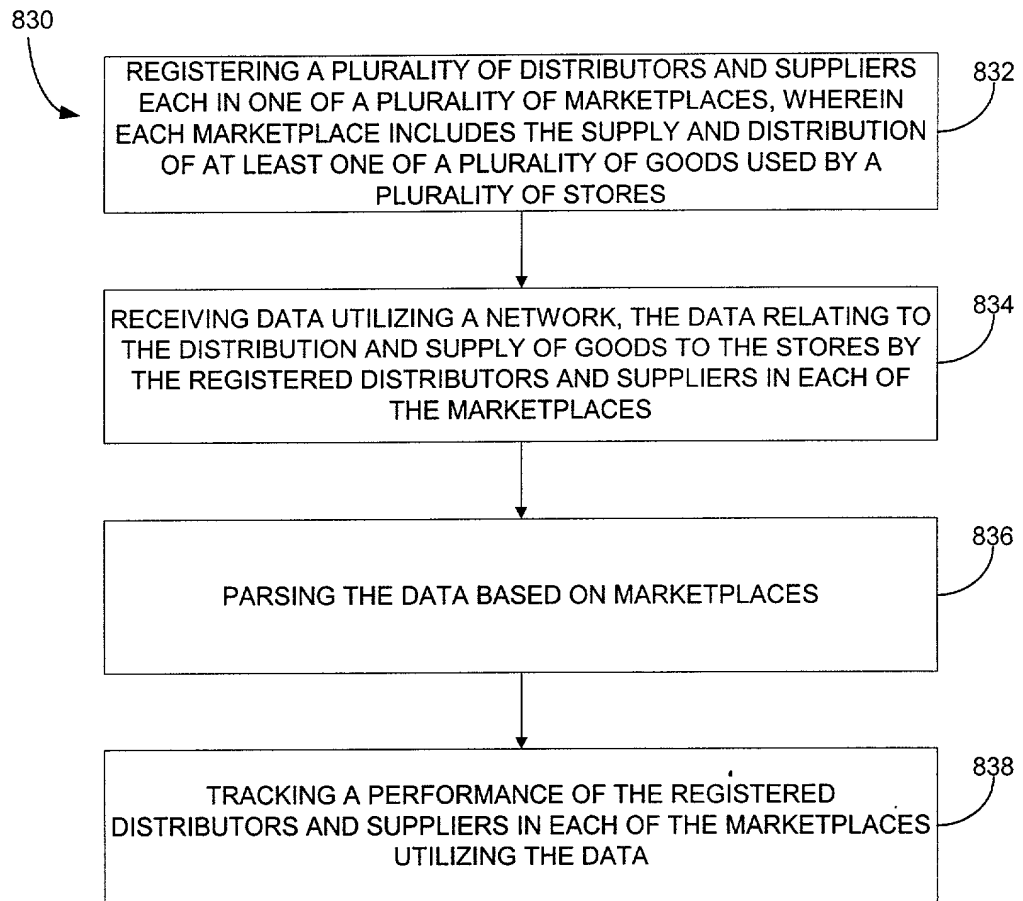 830
REGISTERING A PLURALITY OF DISTRIBUTORS AND SUPPLIERS
EACH IN ONE OF A PLURALITY OF MARKETPLACES, WHEREIN
EACH MARKETPLACE INCLUDES THE SUPPLY AND DISTRIBUTION
OF AT LEAST ONE OF A PLURALITY OF GOODS USED BY A
PLURALITY OF STORES
832
RECEIVING DATA UTILIZING A NETWORK, THE DATA RELATING TO
THE DISTRIBUTION AND SUPPLY OF GOODS TO THE STORES BY
THE REGISTERED DISTRIBUTORS AND SUPPLIERS IN EACH OF
THE MARKETPLACES
834
PARSING THE DATA BASED ON MARKETPLACES
836
TRACKING A PERFORMANCE OF THE REGISTERED
DISTRIBUTORS AND SUPPLIERS IN EACH OF THE MARKETPLACES
UTILIZING THE DATA
838